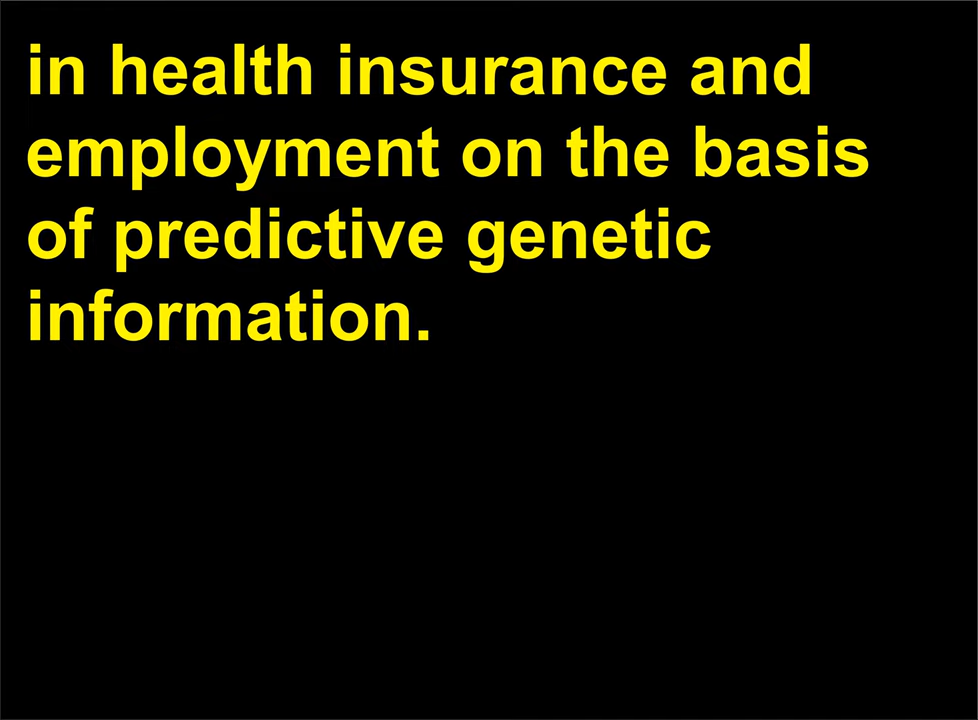 in health insurance and
employment on the basis
of predictive genetic
information.